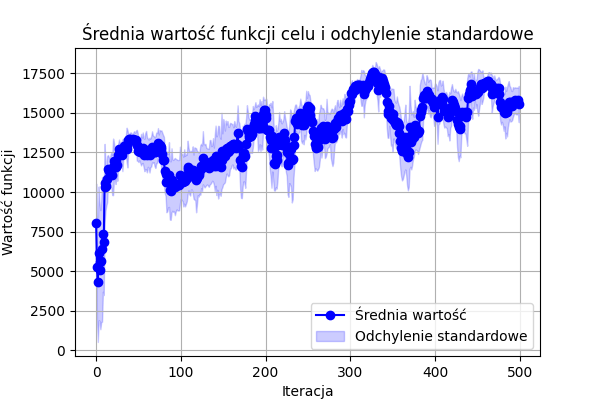 Średnia wartość funkcji celu i odchylenie standardowe
Wartość funkcji
17500
15000
12500
10000
7500
5000
2500
0
0 100 200 300 400 500
Iteracja
Średnia wartość
Odchylenie standardowe